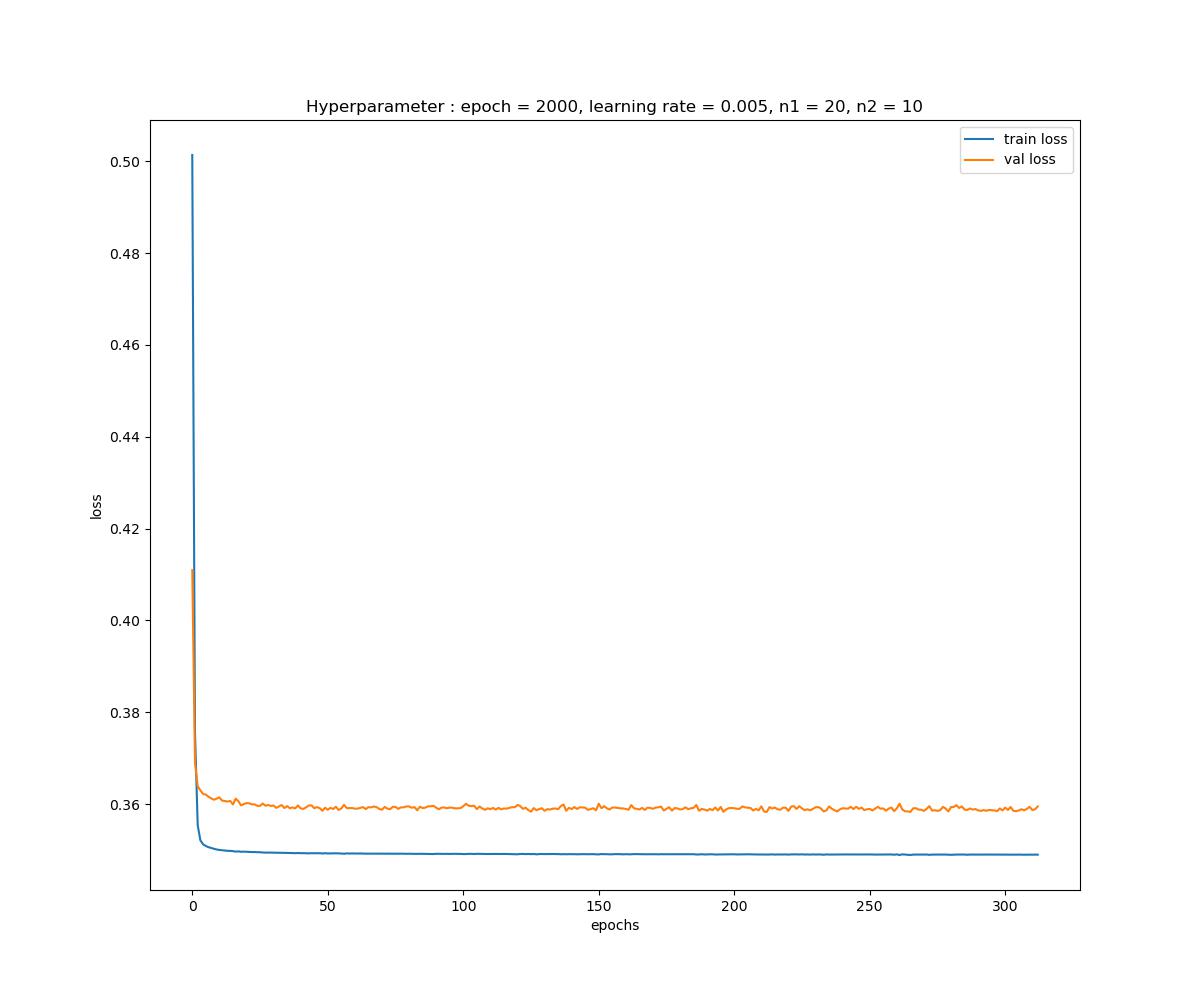 Hyperparameter : epoch = 2000, learning rate = 0.005, n1 = 20, n2 = 10
train loss
val loss
0.50
0.48
0.46
0.44
0.42
0.40
0.38
0.36
loss
0 50 100 150 200 250 300
epochs